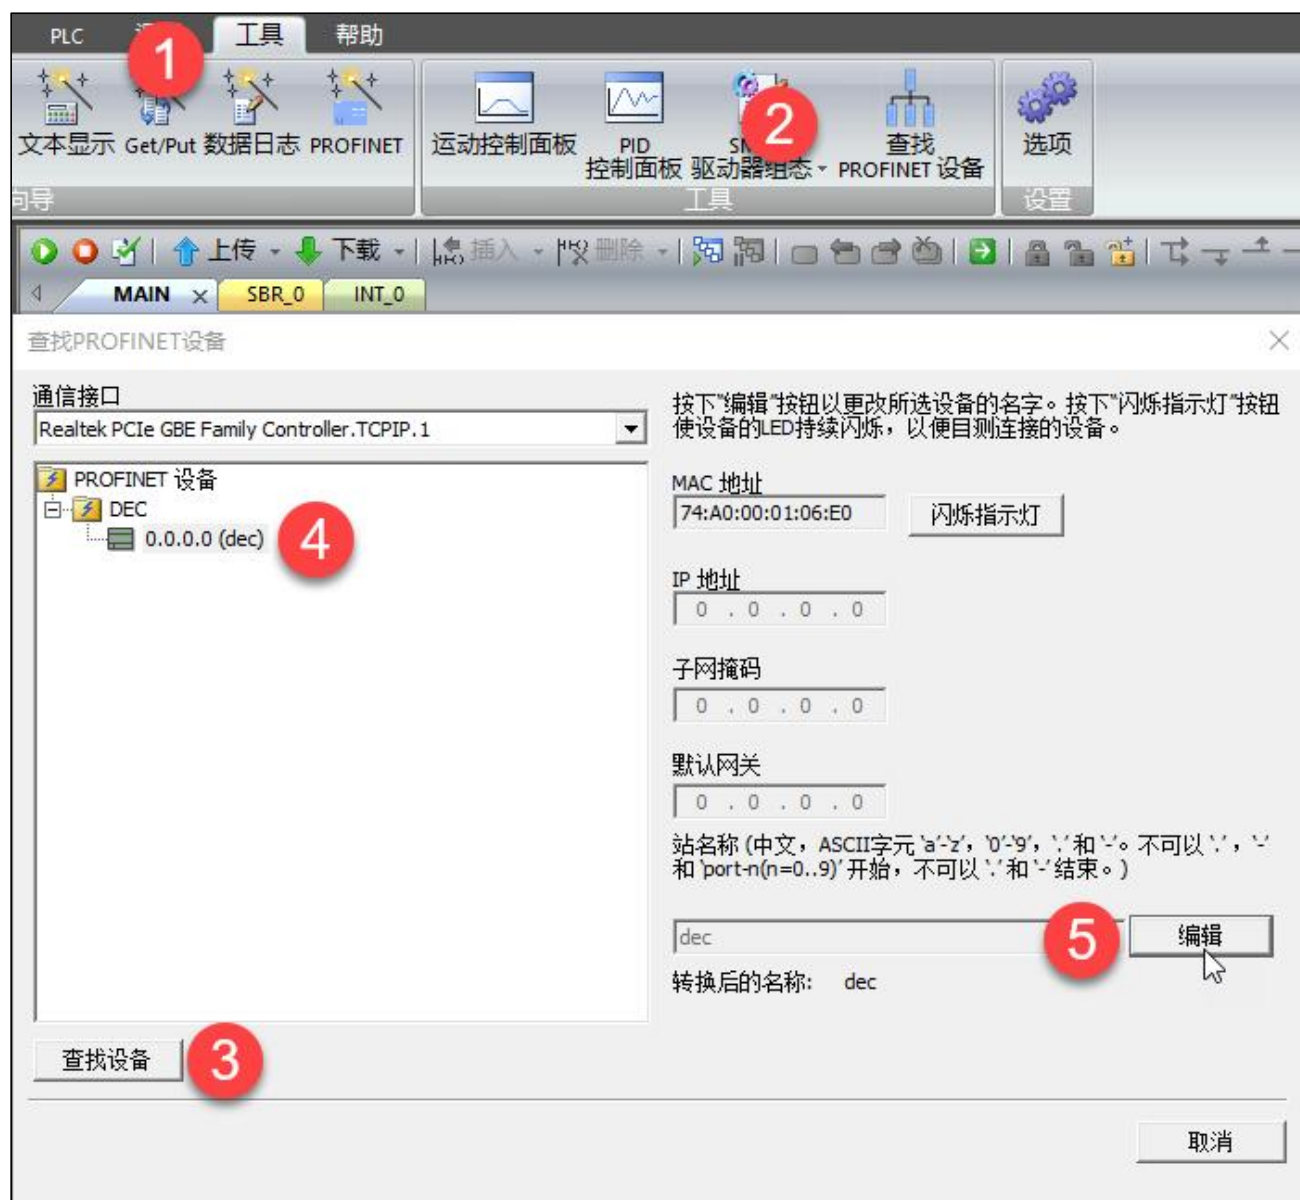 PLC
工具
帮助
1
文本显示
Get/Put
数据日志
PROFINET
运动控制面板
PID
控制面板
驱动器组态
2
查找
PROFINET 设备
选项
向导
工具
设置
上传
下载
插入
删除
MAIN
SBR_0
INT_0
查找PROFINET设备
通信接口
Realtek PCIe GBE Family Controller.TCPIP.1
PROFINET 设备
DEC
0.0.0.0 (dec)
4
查找设备
3
按下"编辑"按钮以更改所选设备的名字。按下"闪烁指示灯"按钮
使设备的LED持续闪烁，以便目测连接的设备。
MAC 地址
74:A0:00:01:06:E0
闪烁指示灯
IP 地址
0 . 0 . 0 . 0
子网掩码
0 . 0 . 0 . 0
默认网关
0 . 0 . 0 . 0
站名称 (中文，ASCII字元 'a'-'z'，'0'-'9'，'.' 和 '-'。不可以 '.'，'-'
和 'port-n(n=0..9)' 开始，不可以 '.' 和 '-' 结束。)
dec
5
编辑
转换后的名称: dec
取消